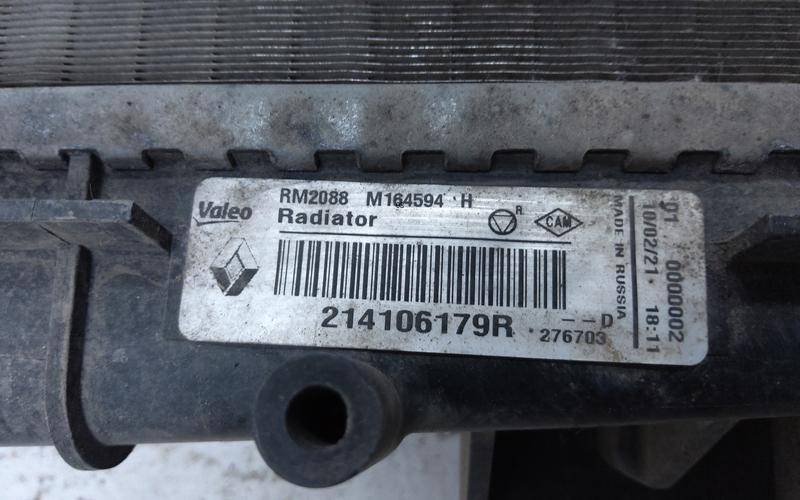 Valeo
RM2088 M164594 H
Radiator
R
CAM
214106179R
276703
--D
MADE IN RUSSIA
01 0000002
10/02/21 18:11